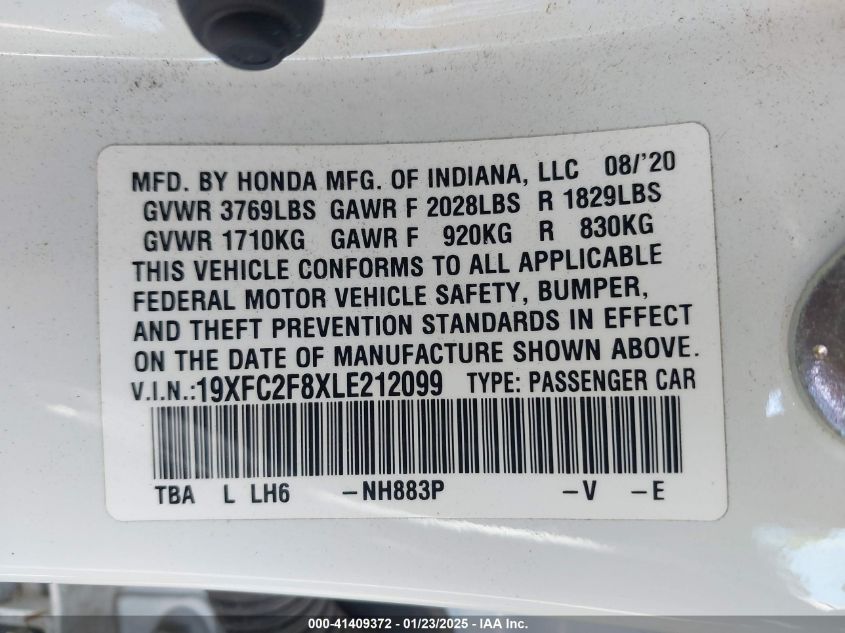 MFD. BY HONDA MFG. OF INDIANA, LLC 08/'20
GVWR 3769LBS GAWR F 2028LBS R 1829LBS
GVWR 1710KG GAWR F 920KG R 830KG
THIS VEHICLE CONFORMS TO ALL APPLICABLE
FEDERAL MOTOR VEHICLE SAFETY, BUMPER,
AND THEFT PREVENTION STANDARDS IN EFFECT
ON THE DATE OF MANUFACTURE SHOWN ABOVE.
V.I.N.:19XFC2F8XLE212099 TYPE: PASSENGER CAR
TBA L LH6 -NH883P -V -E
000-41409372 - 01/23/2025 - IAA Inc.